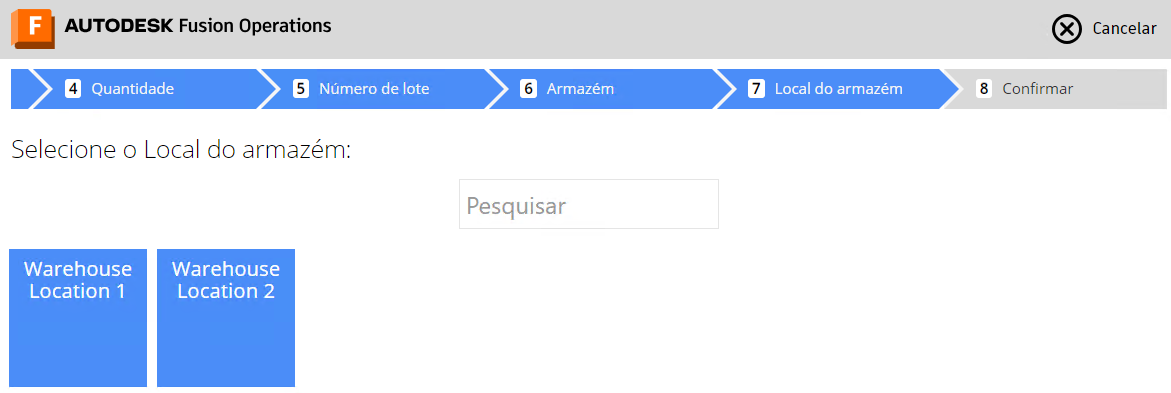 F AUTODESK Fusion Operations
Cancelar
4 Quantidade
5 Número de lote
6 Armazém
7 Local do armazém
8 Confirmar
Selecione o Local do armazém:
Pesquisar
Warehouse
Location 1
Warehouse
Location 2